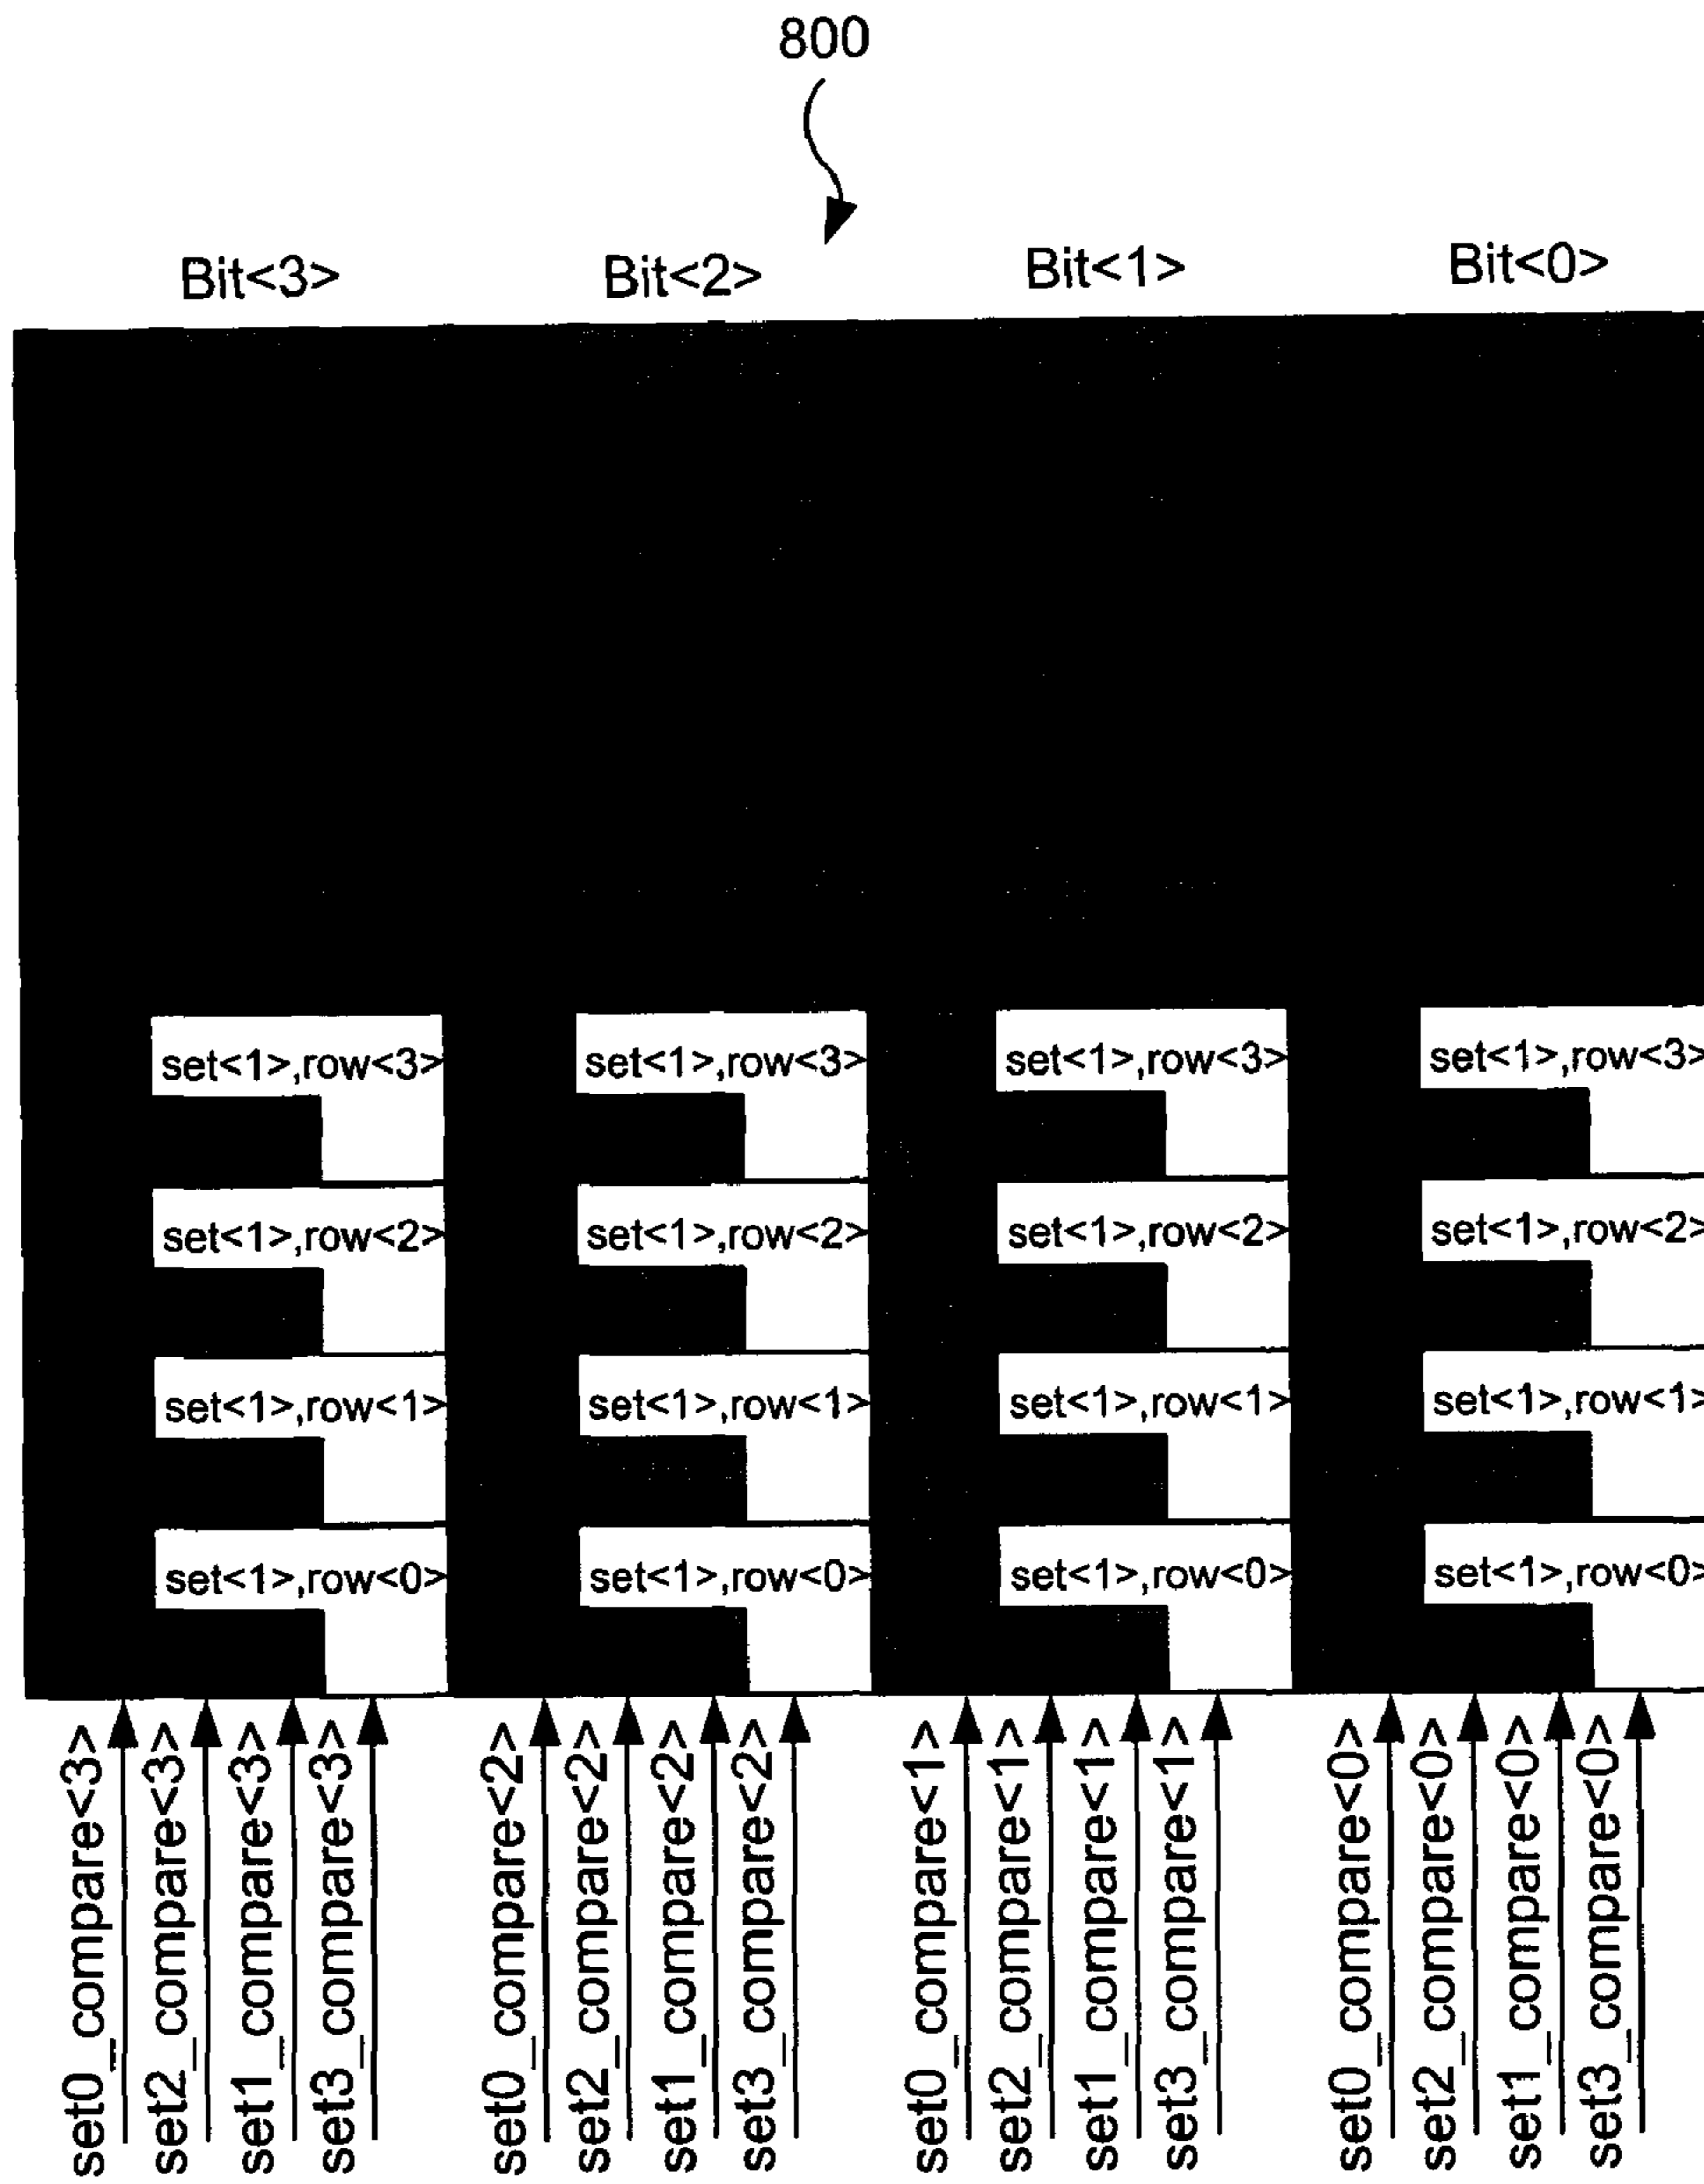 800
Bit<3> Bit<2> Bit<1> Bit<0>
set<1>,row<3> set<1>,row<3> set<1>,row<3> set<1>,row<3>
set<1>,row<2> set<1>,row<2> set<1>,row<2> set<1>,row<2>
set<1>,row<1> set<1>,row<1> set<1>,row<1> set<1>,row<1>
set<1>,row<0> set<1>,row<0> set<1>,row<0> set<1>,row<0>
set0_compare<3>
set2_compare<3>
set1_compare<3>
set3_compare<3>
set0_compare<2>
set2_compare<2>
set1_compare<2>
set3_compare<2>
set0_compare<1>
set2_compare<1>
set1_compare<1>
set3_compare<1>
set0_compare<0>
set2_compare<0>
set1_compare<0>
set3_compare<0>